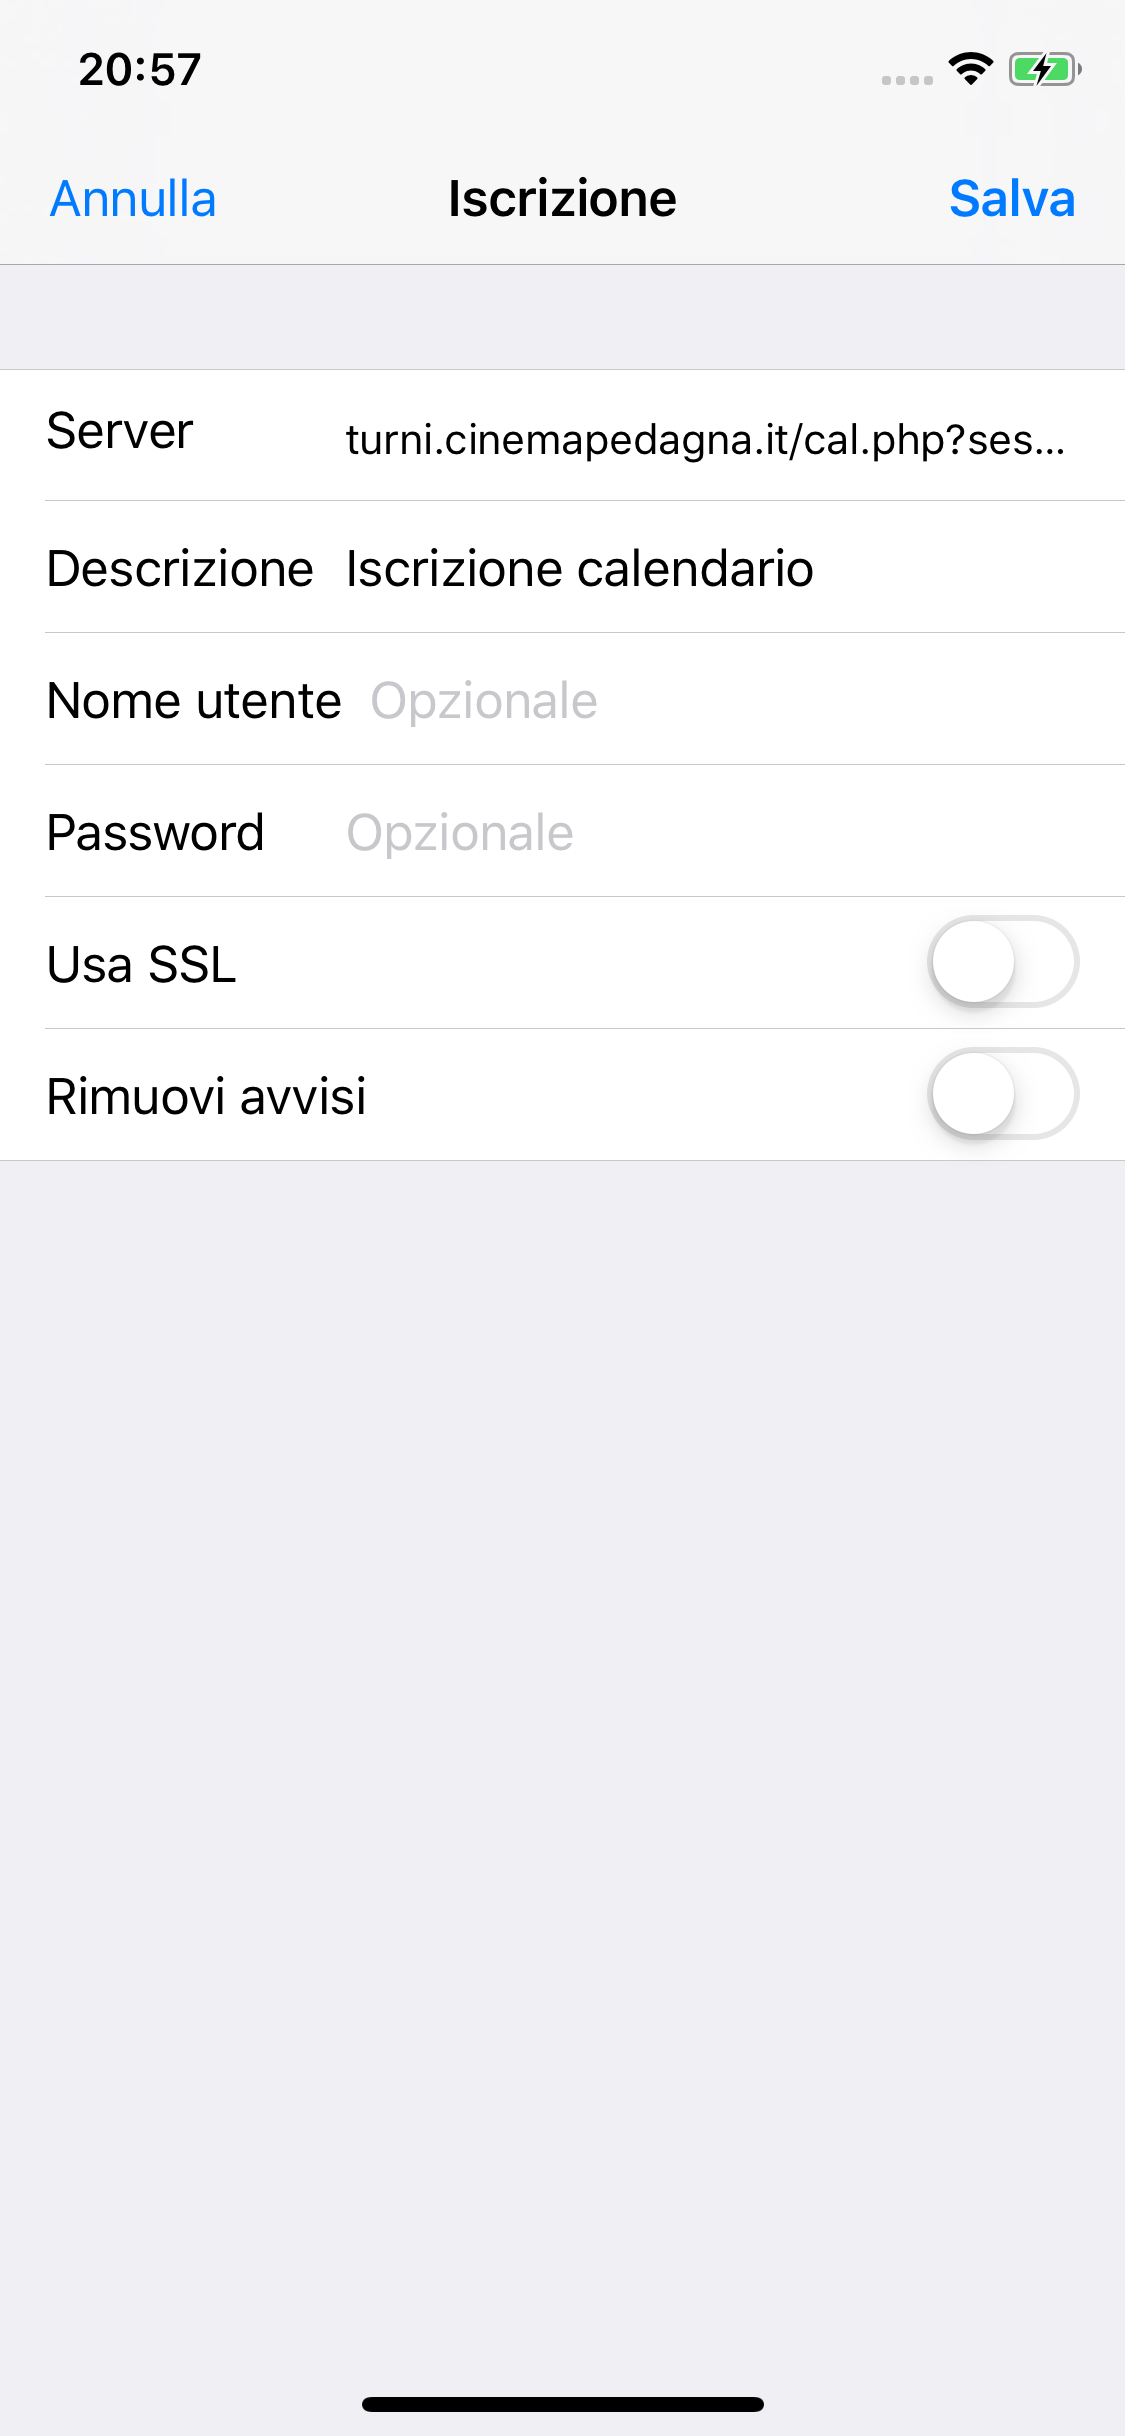 20:57
Annulla Iscrizione Salva
Server turni.cinemapedagna.it/cal.php?ses...
Descrizione Iscrizione calendario
Nome utente Opzionale
Password Opzionale
Usa SSL
Rimuovi avvisi